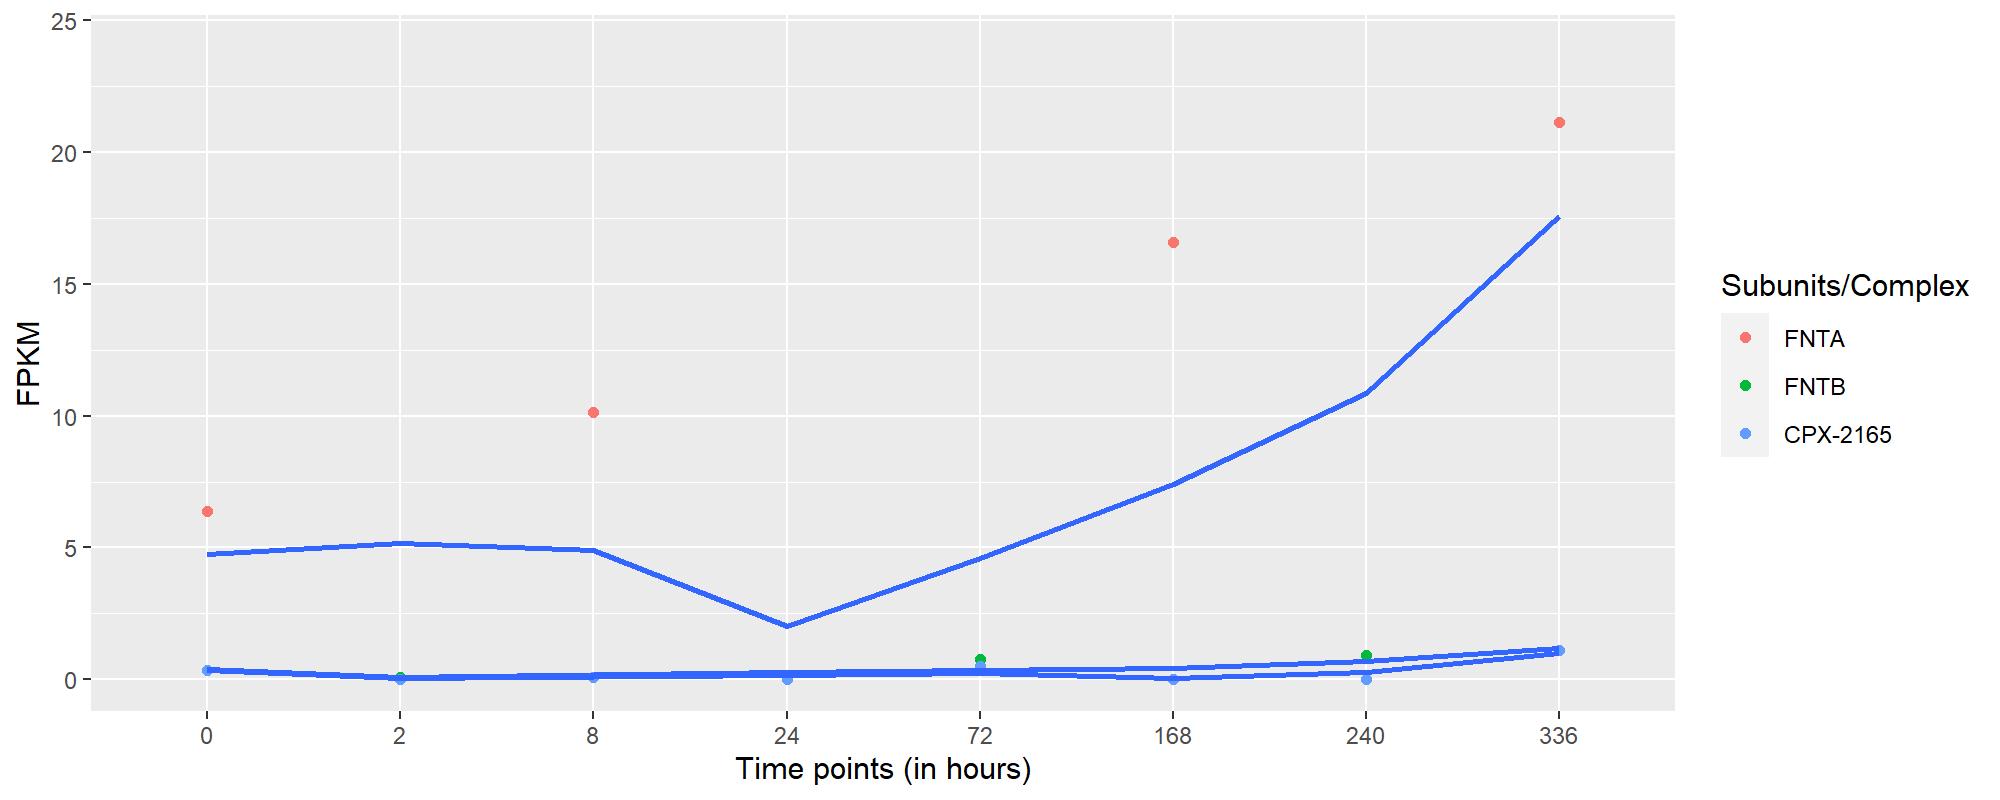 FPKM
25
20
15
10
5
0
0 2 8 24 72 168 240 336
Time points (in hours)
Subunits/Complex
FNTA
FNTB
CPX-2165